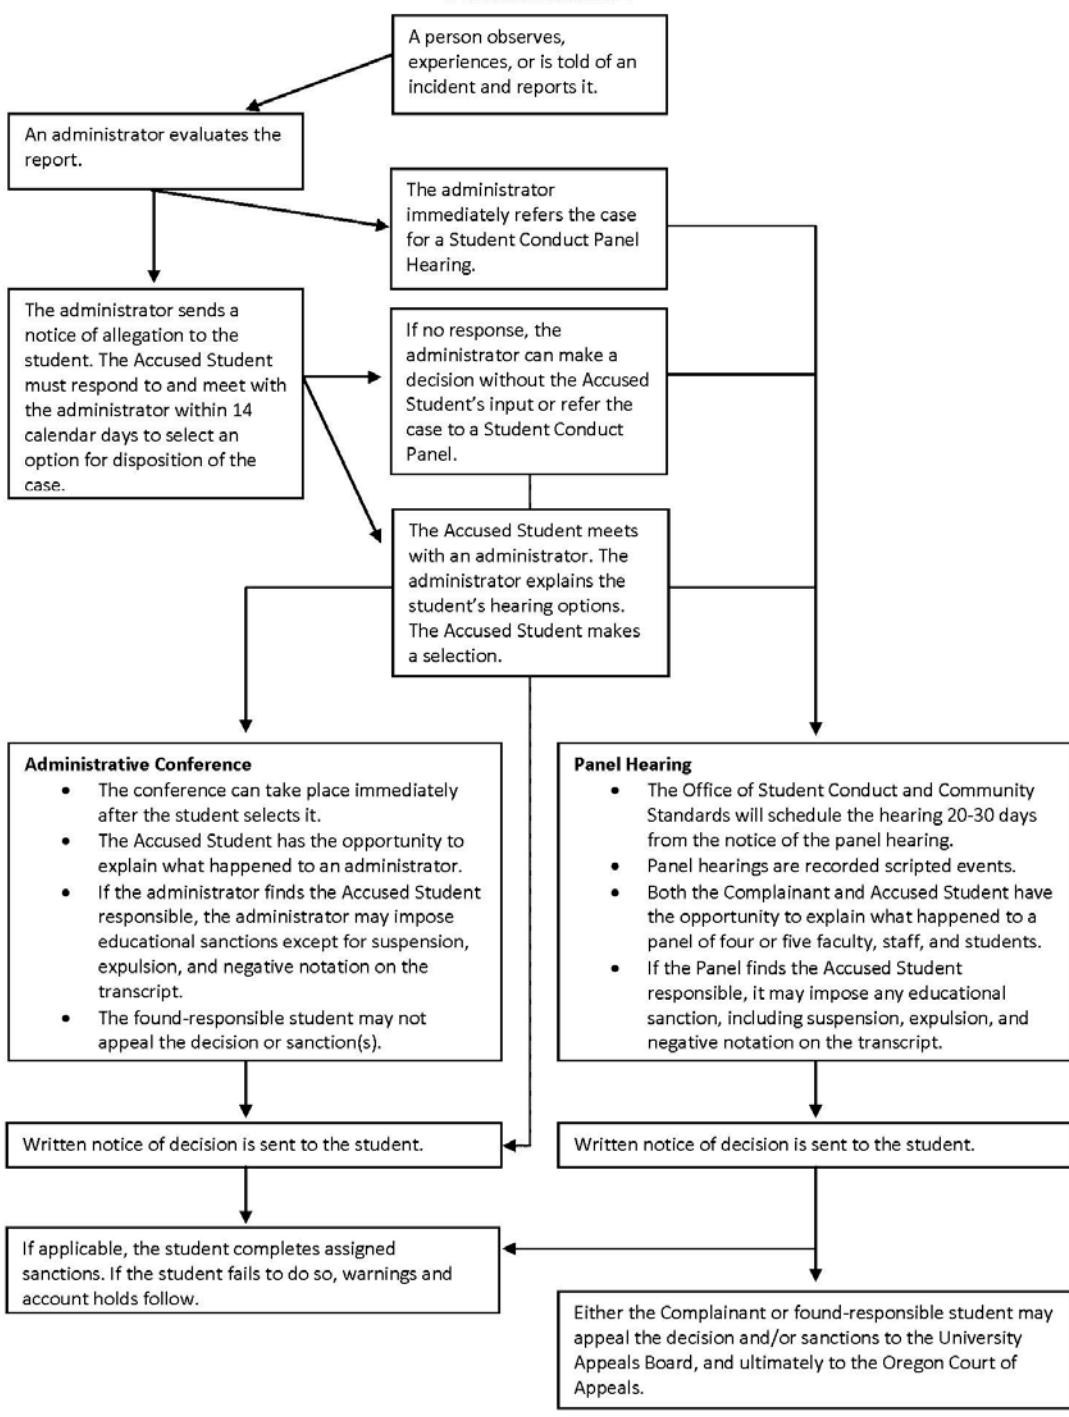 A person observes,
experiences, or is told of an
incident and reports it.
An administrator evaluates the
report.
The administrator
immediately refers the case
for a Student Conduct Panel
Hearing.
The administrator sends a
notice of allegation to the
student. The Accused Student
must respond to and meet with
the administrator within 14
calendar days to select an
option for disposition of the
case.
If no response, the
administrator can make a
decision without the Accused
Student's input or refer the
case to a Student Conduct
Panel.
The Accused Student meets
with an administrator. The
administrator explains the
student's hearing options.
The Accused Student makes
a selection.
Administrative Conference
• The conference can take place immediately
after the student selects it.
• The Accused Student has the opportunity to
explain what happened to an administrator.
• If the administrator finds the Accused Student
responsible, the administrator may impose
educational sanctions except for suspension,
expulsion, and negative notation on the
transcript.
• The found-responsible student may not
appeal the decision or sanction(s).
Panel Hearing
• The Office of Student Conduct and Community
Standards will schedule the hearing 20-30 days
from the notice of the panel hearing.
• Panel hearings are recorded scripted events.
• Both the Complainant and Accused Student have
the opportunity to explain what happened to a
panel of four or five faculty, staff, and students.
• If the Panel finds the Accused Student
responsible, it may impose any educational
sanction, including suspension, expulsion, and
negative notation on the transcript.
Written notice of decision is sent to the student.
Written notice of decision is sent to the student.
If applicable, the student completes assigned
sanctions. If the student fails to do so, warnings and
account holds follow.
Either the Complainant or found-responsible student may
appeal the decision and/or sanctions to the University
Appeals Board, and ultimately to the Oregon Court of
Appeals.